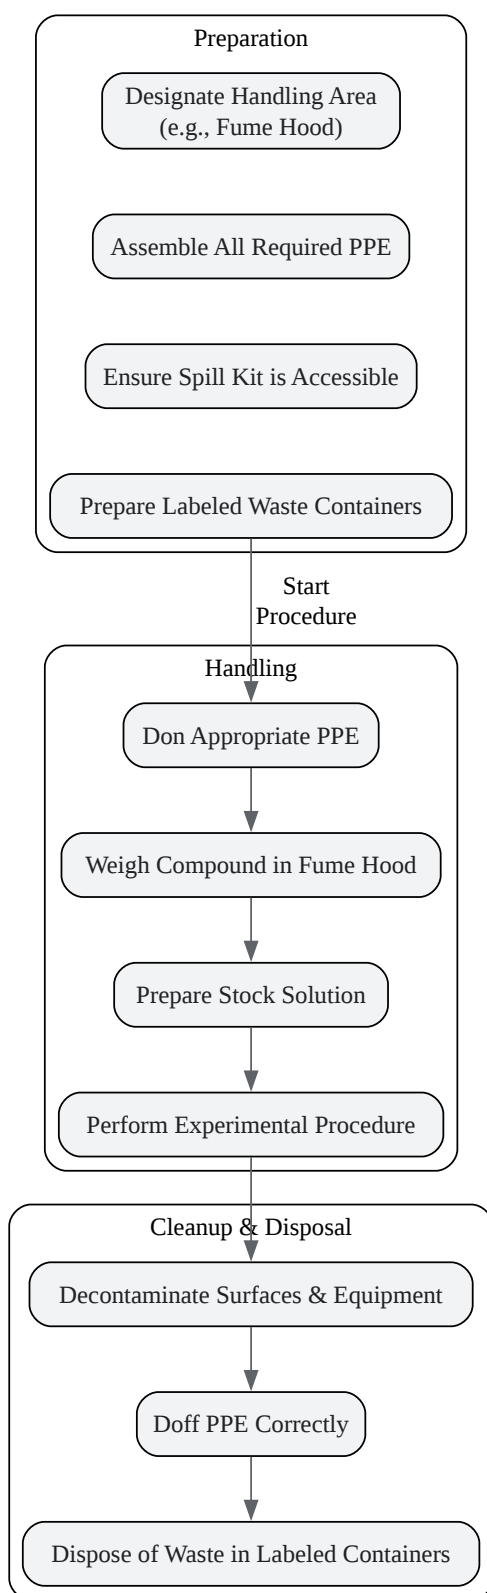 Preparation
Designate Handling Area
(e.g., Fume Hood)
Assemble All Required PPE
Ensure Spill Kit is Accessible
Prepare Labeled Waste Containers
Start
Procedure
Handling
Don Appropriate PPE
Weigh Compound in Fume Hood
Prepare Stock Solution
Perform Experimental Procedure
Cleanup & Disposal
Decontaminate Surfaces & Equipment
Doff PPE Correctly
Dispose of Waste in Labeled Containers